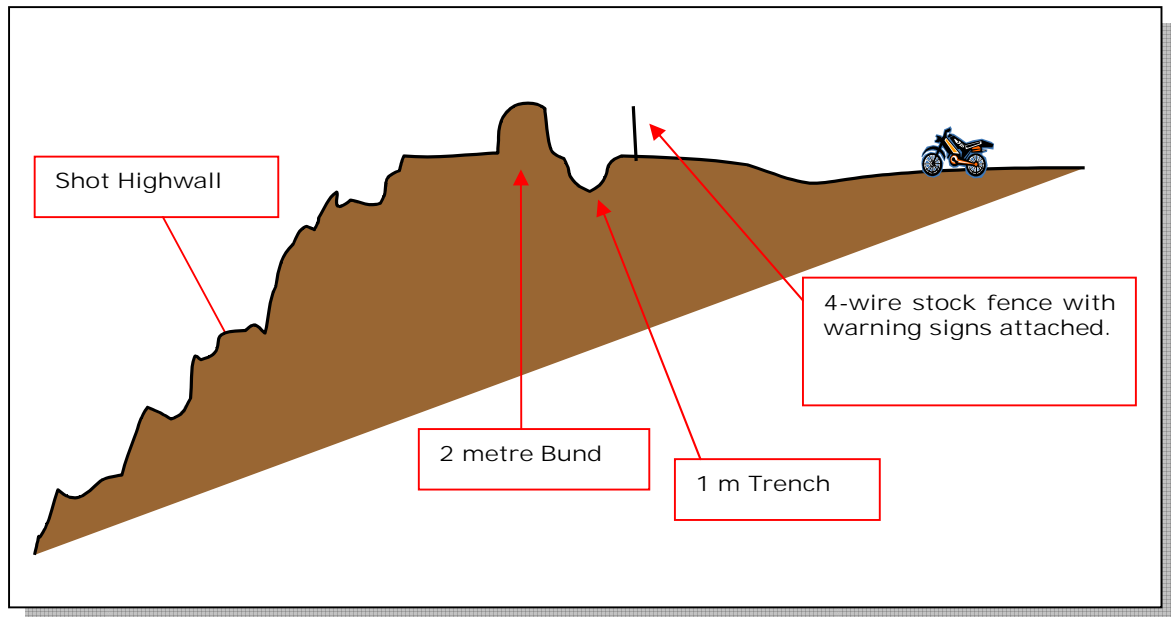 Shot Highwall
4-wire stock fence with
warning signs attached.
2 metre Bund
1 m Trench